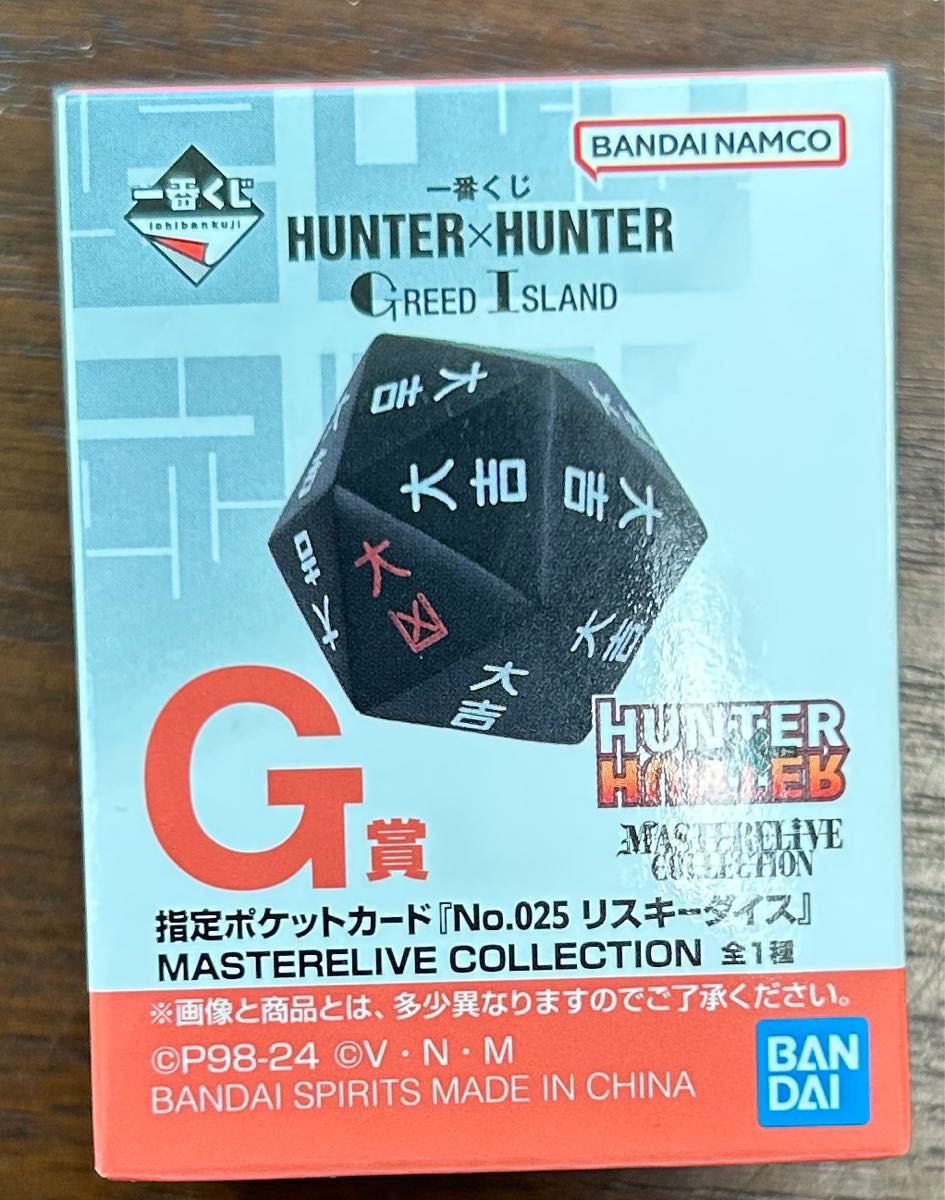 BANDAI NAMCO
一番くじ
ichibankuji
一番くじ
HUNTER×HUNTER
GREED ISLAND
大吉
大吉
大吉
大吉
大凶
大吉
大吉
HUNTER
HUNTER
MASTERELIVE
COLLECTION
G賞
指定ポケットカード『No.025 リスキーダイス』
MASTERELIVE COLLECTION 全1種
※画像と商品とは、多少異なりますのでご了承ください。
©P98-24 ©V・N・M
BANDAI SPIRITS MADE IN CHINA
BAN
DAI